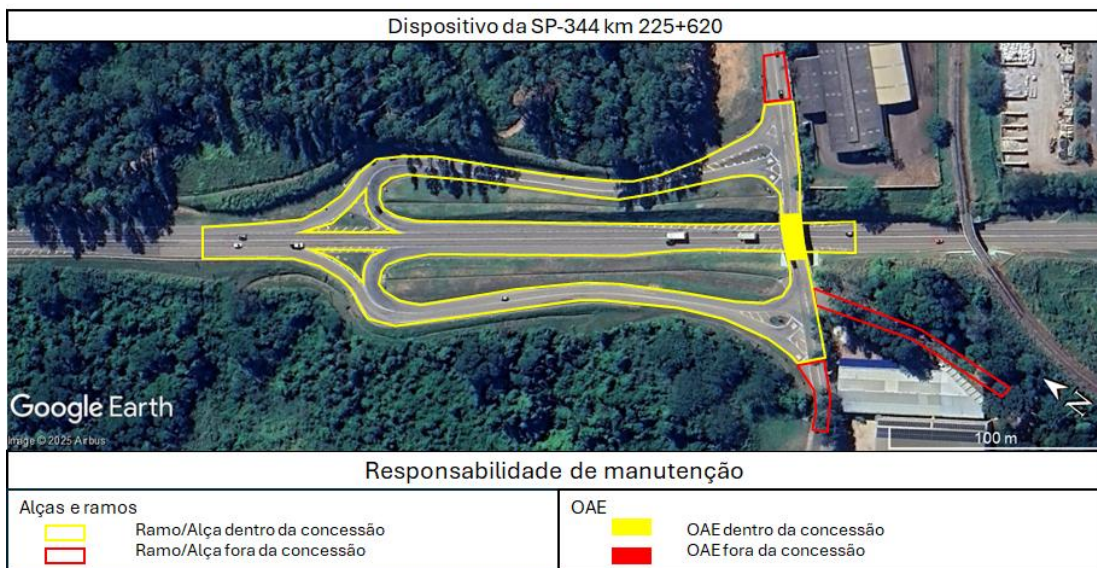 Dispositivo da SP-344 km 225+620
N
Google Earth
Image © 2025 Airbus
100 m
Responsabilidade de manutenção
Alças e ramos
Ramo/Alça dentro da concessão
Ramo/Alça fora da concessão
OAE
OAE dentro da concessão
OAE fora da concessão